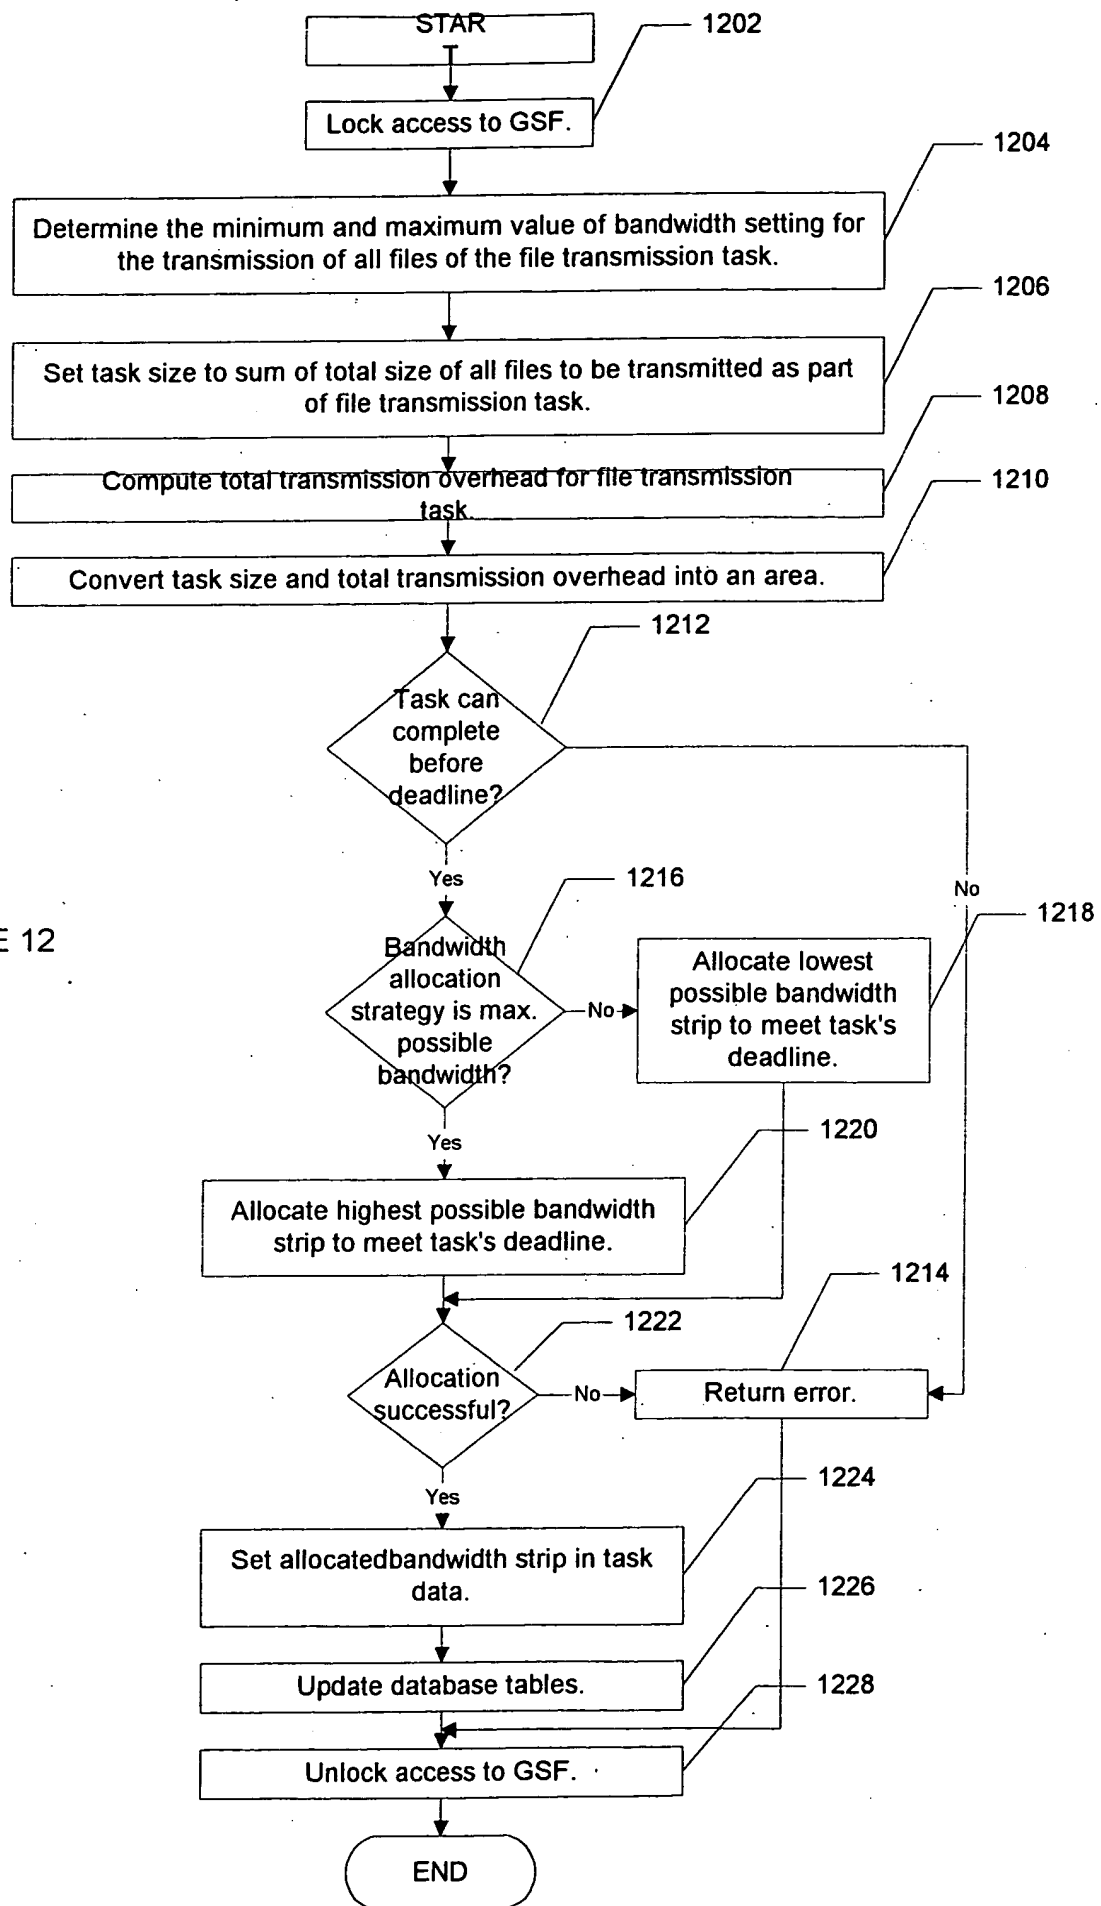 STAR
T
1202
Lock access to GSF.
1204
Determine the minimum and maximum value of bandwidth setting for
the transmission of all files of the file transmission task.
1206
Set task size to sum of total size of all files to be transmitted as part
of file transmission task.
1208
Compute total transmission overhead for file transmission
task.
1210
Convert task size and total transmission overhead into an area.
1212
Task can
complete
before
deadline?
Yes
No
1216
1218
E 12
Bandwidth
allocation
strategy is max.
possible
bandwidth?
No
Allocate lowest
possible bandwidth
strip to meet task's
deadline.
Yes
1220
Allocate highest possible bandwidth
strip to meet task's deadline.
1214
1222
Allocation
successful?
No
Return error.
Yes
1224
Set allocatedbandwidth strip in task
data.
1226
Update database tables.
1228
Unlock access to GSF.
END